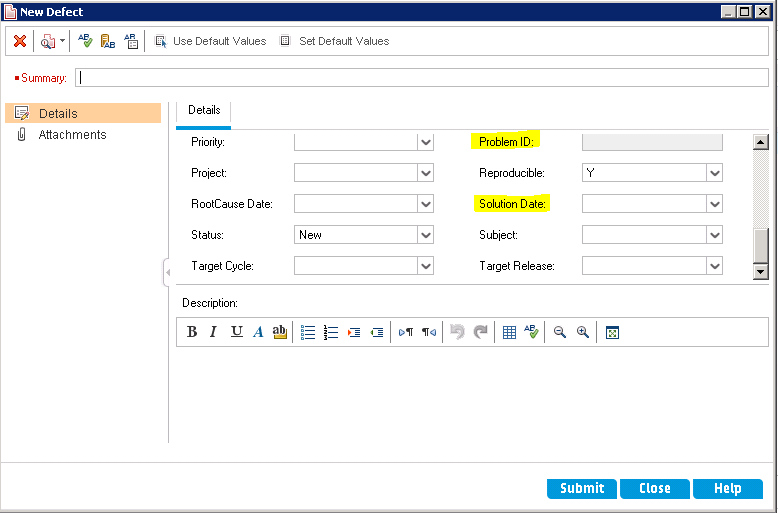 New Defect
Use Default Values Set Default Values
Summary:
Details
Attachments
Details
Priority: Problem ID:
Project: Reproducible: Y
RootCause Date: Solution Date:
Status: New Subject:
Target Cycle: Target Release:
Description:
B I U A ab
Submit Close Help